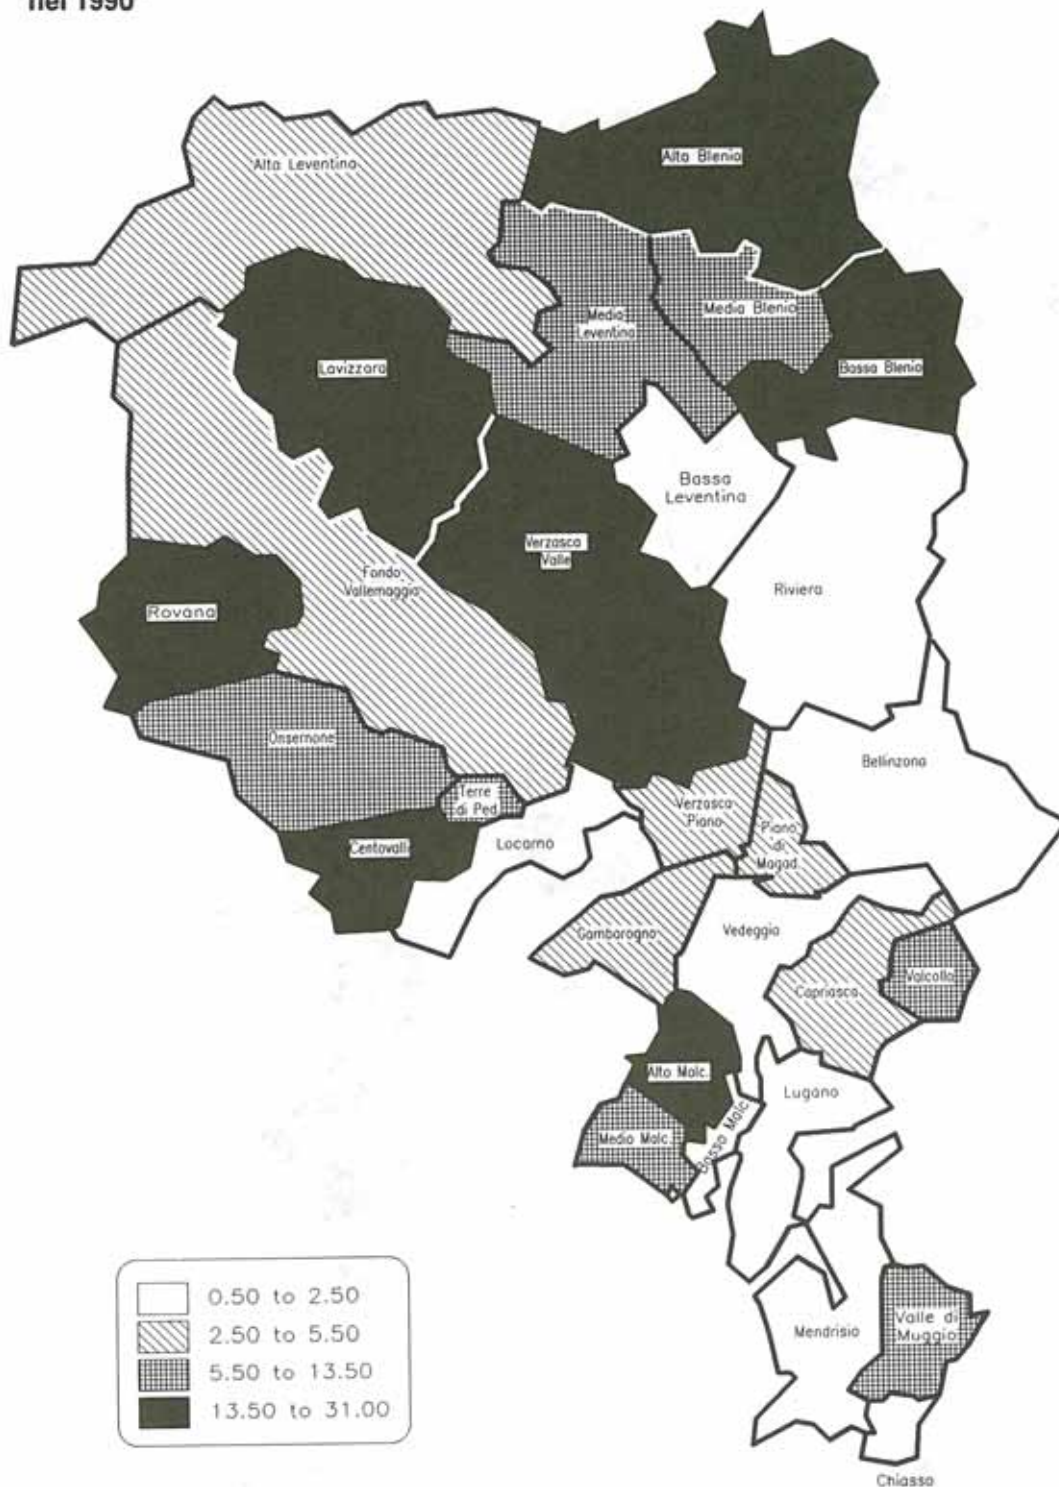 nel 1990
Alta Leventina
Alta Blenio
Media
Leventina
Media Blenio
Lavizzara
Bassa Blenio
Bassa
Leventina
Verzasca
Valle
Fondo
Vallemaggia
Riviera
Rovana
Onsernone
Bellinzona
Terre
di Ped.
Verzasca
Piano
Piano
di
Magad.
Centovalli
Locarno
Gambarogno
Vedeggio
Capriasca
Valcolla
Alto Malc.
Lugano
Medio Malc.
Basso Malc
0.50 to 2.50
2.50 to 5.50
5.50 to 13.50
13.50 to 31.00
Mendrisio
Valle di
Muggio
Chiasso